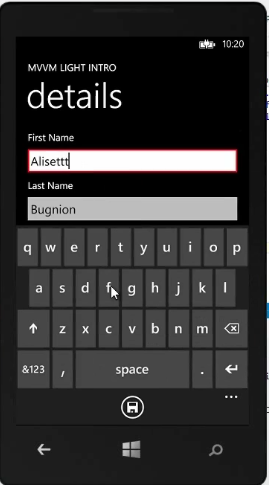 10:20
MVVM LIGHT INTRO
details
First Name
Alisettt
Last Name
Bugnion
q w e r t y u i o p
a s d f g h j k l
z x c v b n m
&123 , space .
...